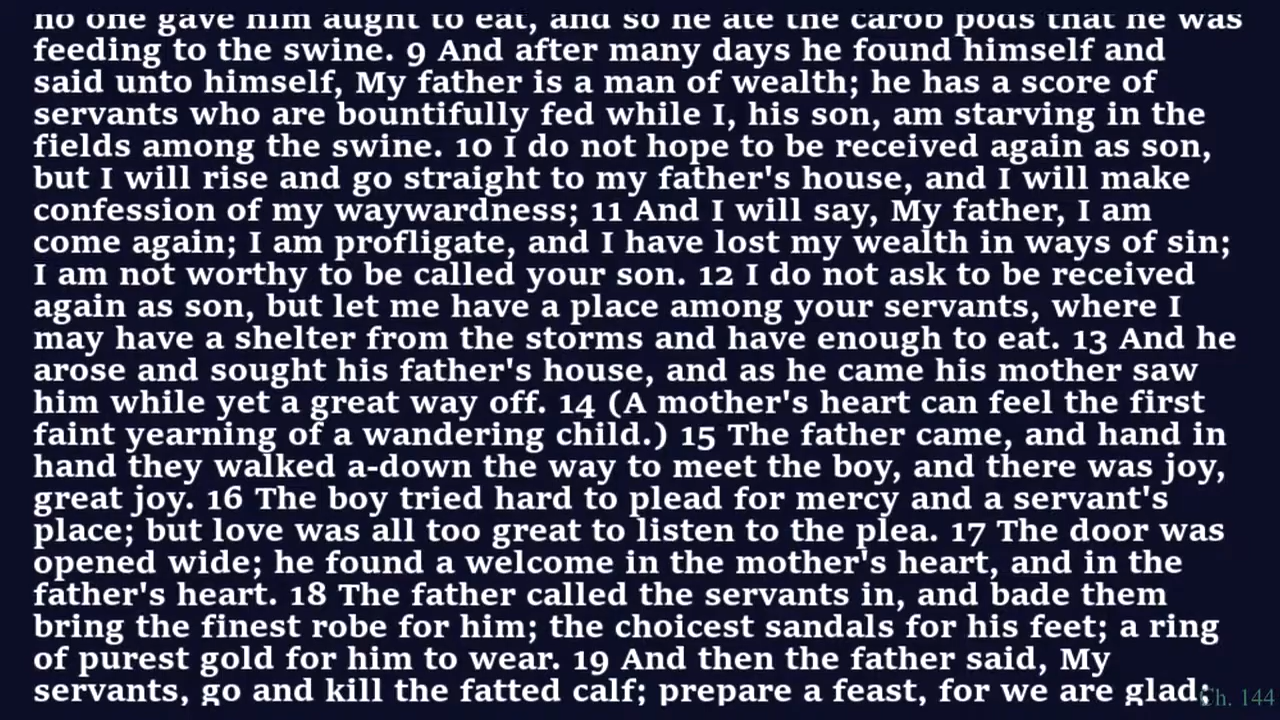 no one gave him aught to eat, and so he ate the carob pods that he was
feeding to the swine. 9 And after many days he found himself and
said unto himself, My father is a man of wealth; he has a score of
servants who are bountifully fed while I, his son, am starving in the
fields among the swine. 10 I do not hope to be received again as son,
but I will rise and go straight to my father's house, and I will make
confession of my waywardness; 11 And I will say, My father, I am
come again; I am profligate, and I have lost my wealth in ways of sin;
I am not worthy to be called your son. 12 I do not ask to be received
again as son, but let me have a place among your servants, where I
may have a shelter from the storms and have enough to eat. 13 And he
arose and sought his father's house, and as he came his mother saw
him while yet a great way off. 14 (A mother's heart can feel the first
faint yearning of a wandering child.) 15 The father came, and hand in
hand they walked a-down the way to meet the boy, and there was joy,
great joy. 16 The boy tried hard to plead for mercy and a servant's
place; but love was all too great to listen to the plea. 17 The door was
opened wide; he found a welcome in the mother's heart, and in the
father's heart. 18 The father called the servants in, and bade them
bring the finest robe for him; the choicest sandals for his feet; a ring
of purest gold for him to wear. 19 And then the father said, My
servants, go and kill the fatted calf; prepare a feast, for we are glad;
Ch. 144